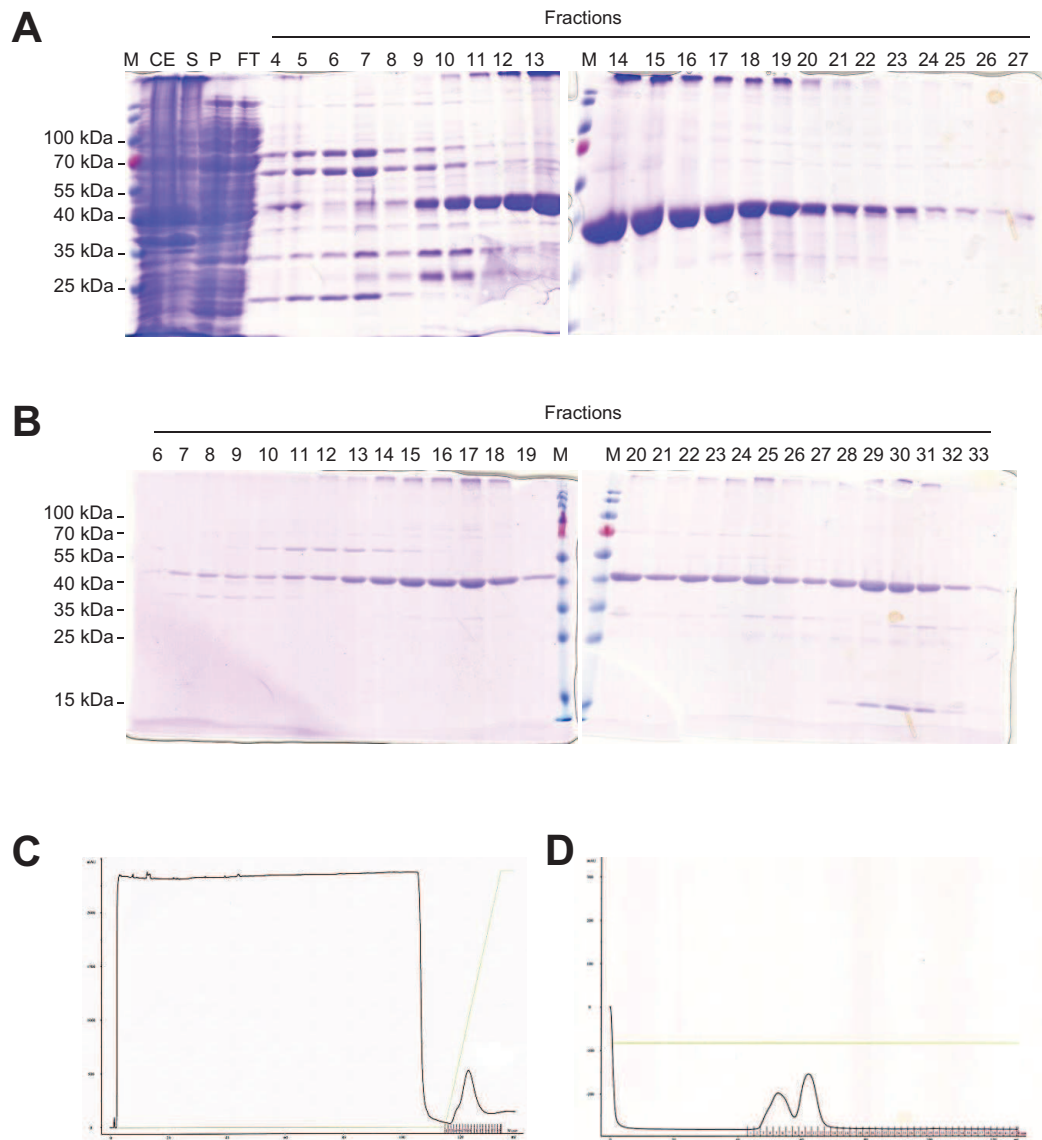 A
Fractions
M CE S P FT 4 5 6 7 8 9 10 11 12 13 M 14 15 16 17 18 19 20 21 22 23 24 25 26 27
100 kDa
70 kDa
55 kDa
40 kDa
35 kDa
25 kDa
B
Fractions
6 7 8 9 10 11 12 13 14 15 16 17 18 19 M M 20 21 22 23 24 25 26 27 28 29 30 31 32 33
100 kDa
70 kDa
55 kDa
40 kDa
35 kDa
25 kDa
15 kDa
C D